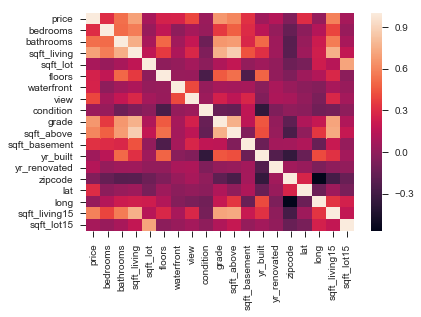 price
bedrooms
bathrooms
sqft_living
sqft_lot
floors
waterfront
view
condition
grade
sqft_above
sqft_basement
yr_built
yr_renovated
zipcode
lat
long
sqft_living15
sqft_lot15
price
bedrooms
bathrooms
sqft_living
sqft_lot
floors
waterfront
view
condition
grade
sqft_above
sqft_basement
yr_built
yr_renovated
zipcode
lat
long
sqft_living15
sqft_lot15
0.9
0.6
0.3
0.0
−0.3